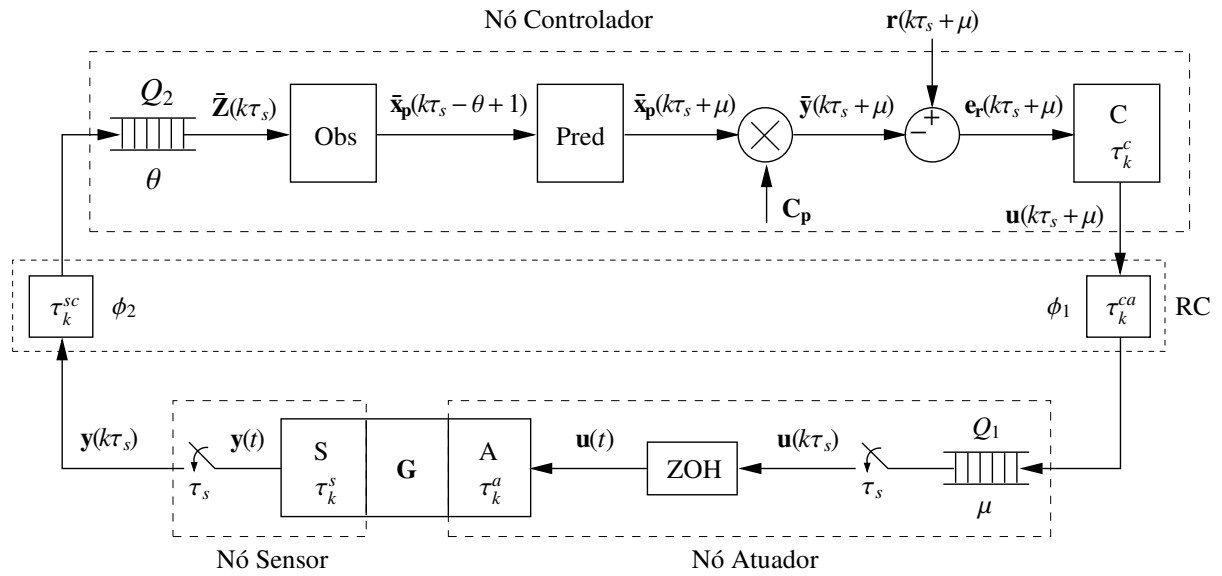 Nó Controlador
r(kτₛ + μ)
Q₂
Z̄(kτₛ)
θ
Obs
x̄ₚ(kτₛ − θ + 1)
Pred
x̄ₚ(kτₛ + μ)
Cₚ
ȳ(kτₛ + μ)
+
−
eᵣ(kτₛ + μ)
C
τₖᶜ
u(kτₛ + μ)
τₖˢᶜ
ϕ₂
ϕ₁
τₖᶜᵃ
RC
y(kτₛ)
τₛ
y(t)
S
τₖˢ
G
A
τₖᵃ
u(t)
ZOH
u(kτₛ)
τₛ
Q₁
μ
Nó Sensor
Nó Atuador